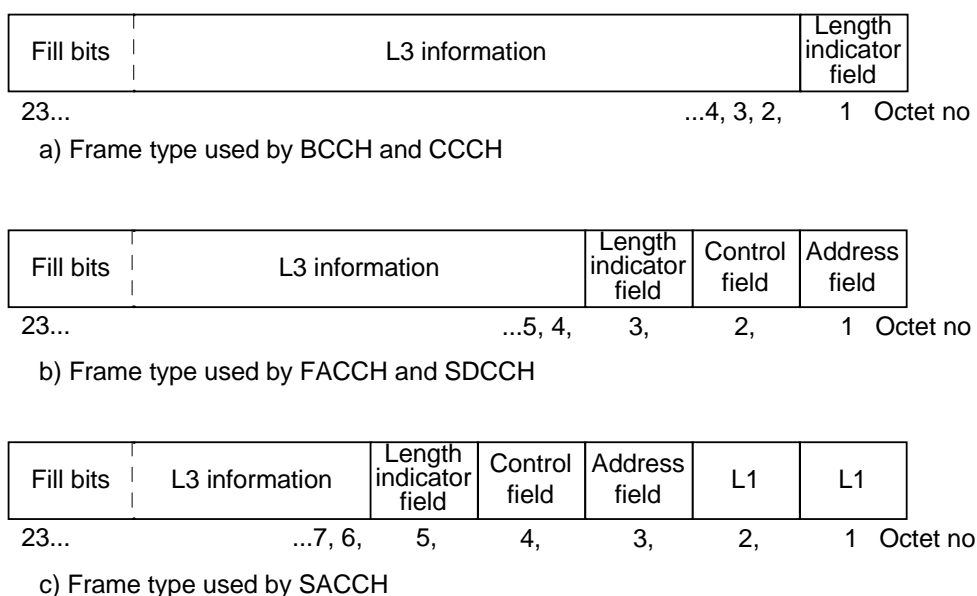 Fill bits L3 information Length indicator field
23... ...4, 3, 2, 1 Octet no
a) Frame type used by BCCH and CCCH
Fill bits L3 information Length indicator field Control field Address field
23... ...5, 4, 3, 2, 1 Octet no
b) Frame type used by FACCH and SDCCH
Fill bits L3 information Length indicator field Control field Address field L1 L1
23... ...7, 6, 5, 4, 3, 2, 1 Octet no
c) Frame type used by SACCH